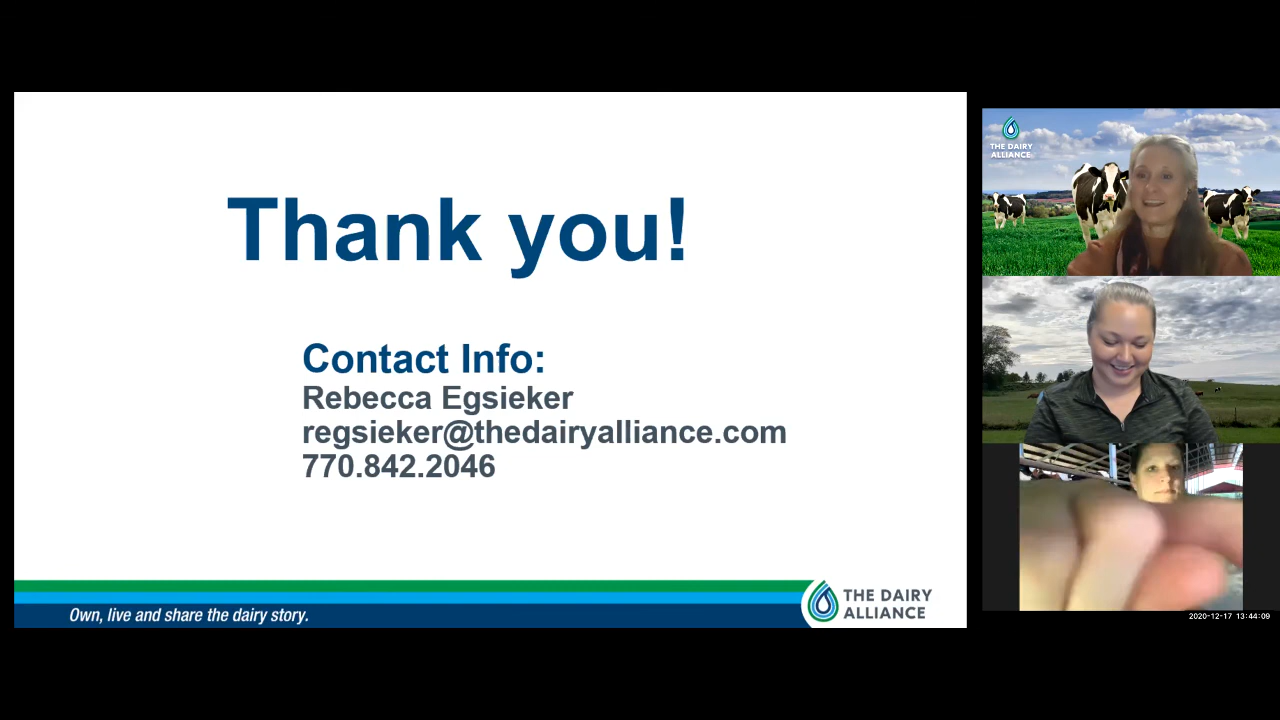 Thank you!
Contact Info:
Rebecca Egsieker
regsieker@thedairyalliance.com
770.842.2046
Own, live and share the dairy story.
THE DAIRY
ALLIANCE
THE DAIRY
ALLIANCE
2020-12-17 13:44:09